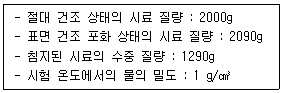 - 절대 건조 상태의 시료 질량 : 2000g
- 표면 건조 포화 상태의 시료 질량 : 2090g
- 침지된 시료의 수중 질량 : 1290g
- 시험 온도에서의 물의 밀도 : 1 g/㎤